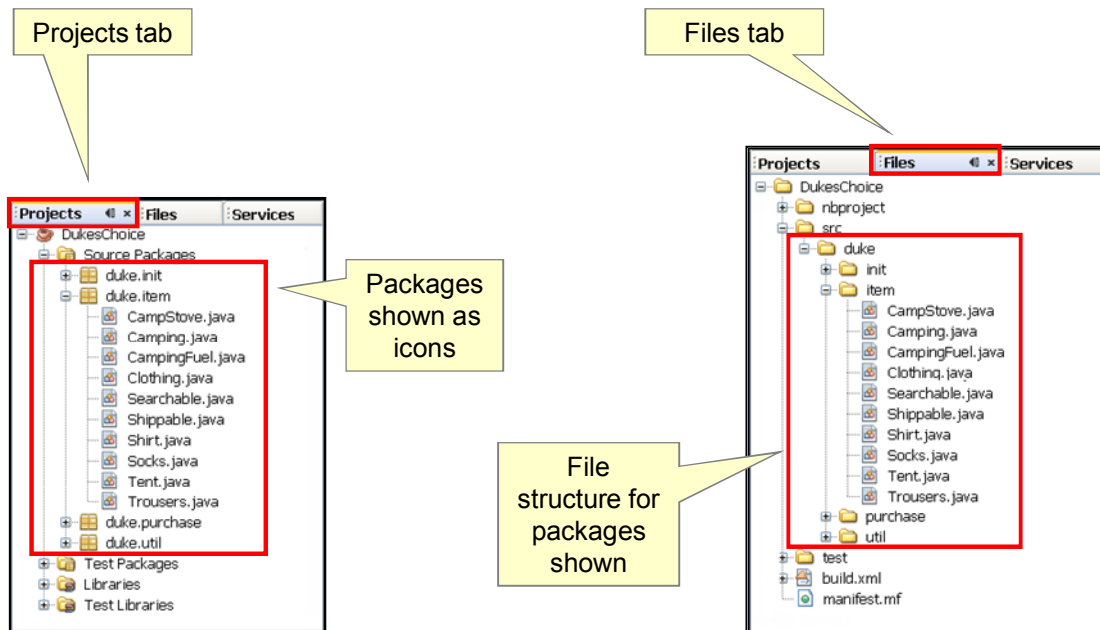 Projects tab
Files tab
Projects Files Services
DukesChoice
Source Packages
duke.init
duke.item
CampStove.java
Camping.java
CampingFuel.java
Clothing.java
Searchable.java
Shippable.java
Shirt.java
Socks.java
Tent.java
Trousers.java
duke.purchase
duke.util
Test Packages
Libraries
Test Libraries
Packages
shown as
icons
Projects Files Services
DukesChoice
nbproject
src
duke
init
item
CampStove.java
Camping.java
CampingFuel.java
Clothing.java
Searchable.java
Shippable.java
Shirt.java
Socks.java
Tent.java
Trousers.java
purchase
util
test
build.xml
manifest.mf
File
structure for
packages
shown